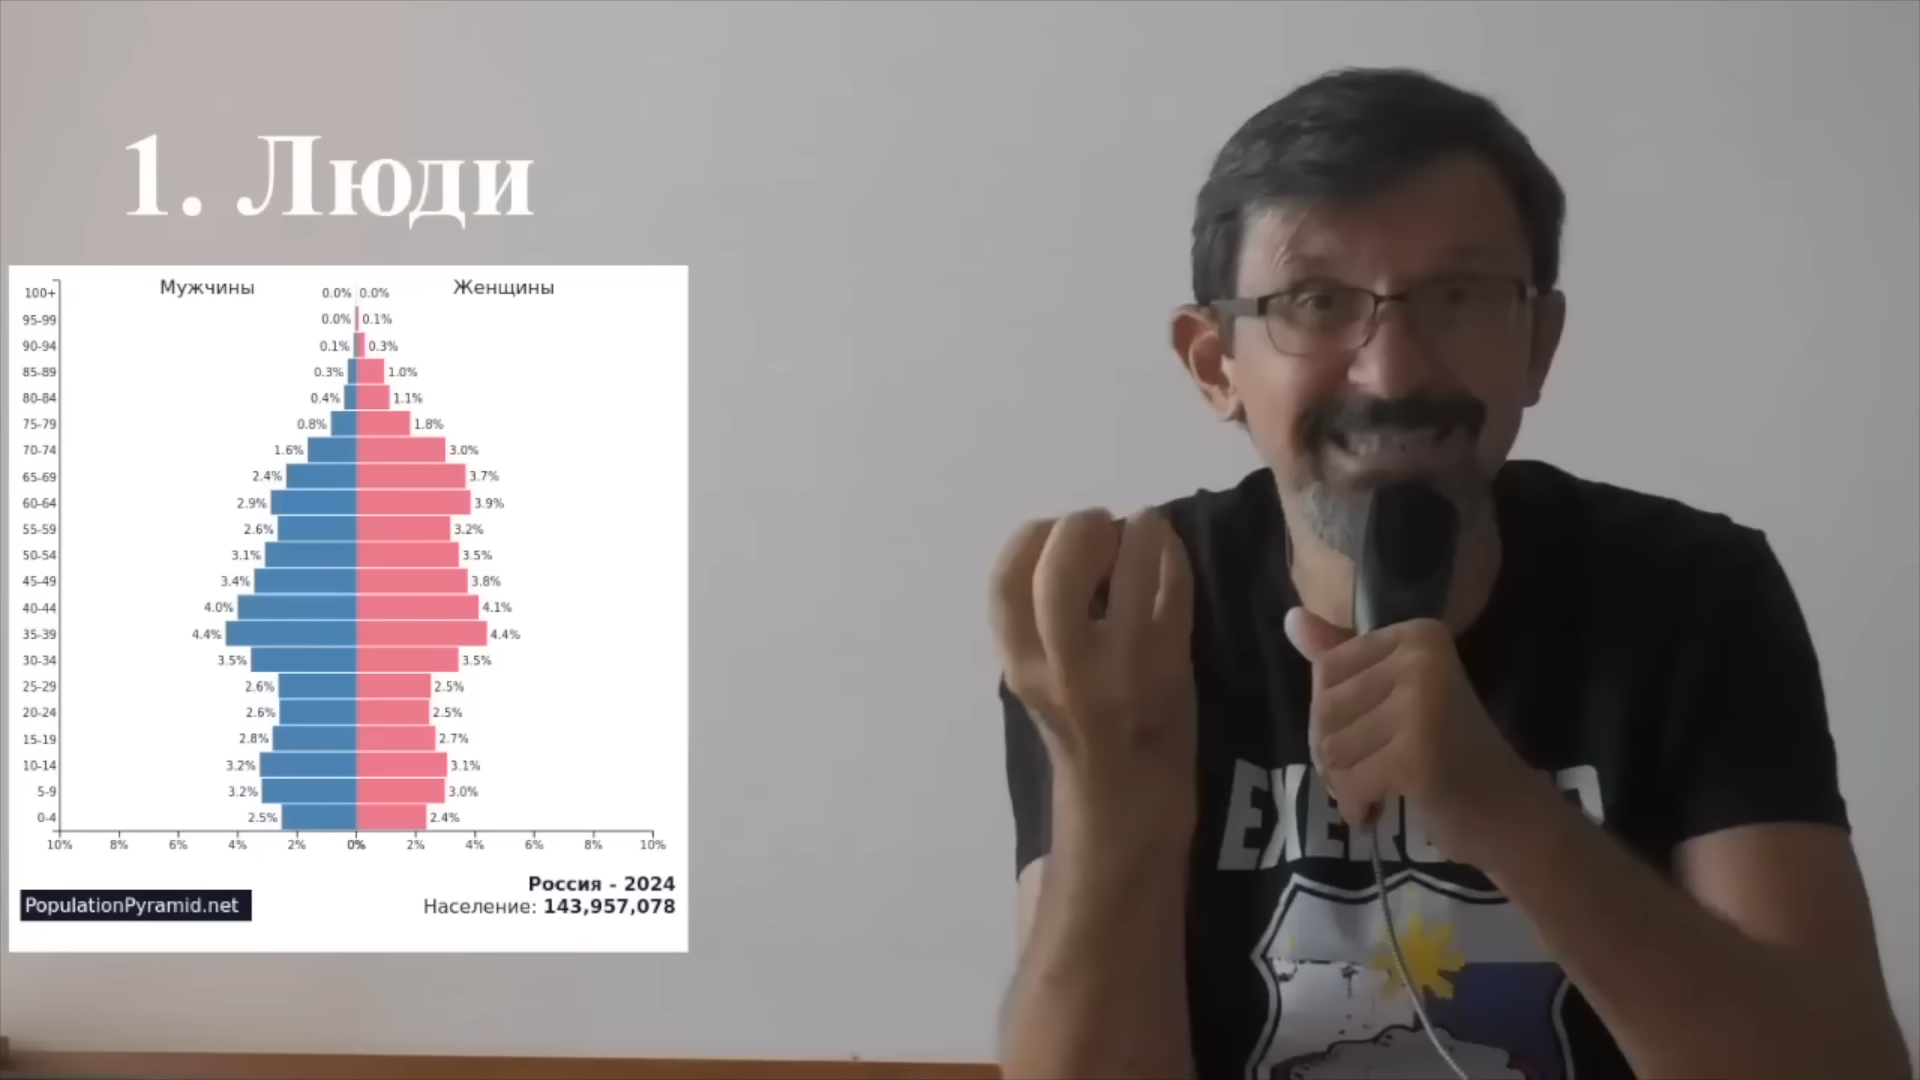 1. Люди
Мужчины Женщины
100+ 0.0% 0.0%
95-99 0.0% 0.1%
90-94 0.1% 0.3%
85-89 0.3% 1.0%
80-84 0.4% 1.1%
75-79 0.8% 1.8%
70-74 1.6% 3.0%
65-69 2.4% 3.7%
60-64 2.9% 3.9%
55-59 2.6% 3.2%
50-54 3.1% 3.5%
45-49 3.4% 3.8%
40-44 4.0% 4.1%
35-39 4.4% 4.4%
30-34 3.5% 3.5%
25-29 2.6% 2.5%
20-24 2.6% 2.5%
15-19 2.8% 2.7%
10-14 3.2% 3.1%
5-9 3.2% 3.0%
0-4 2.5% 2.4%
10% 8% 6% 4% 2% 0% 2% 4% 6% 8% 10%
Россия - 2024
PopulationPyramid.net
Население: 143,957,078